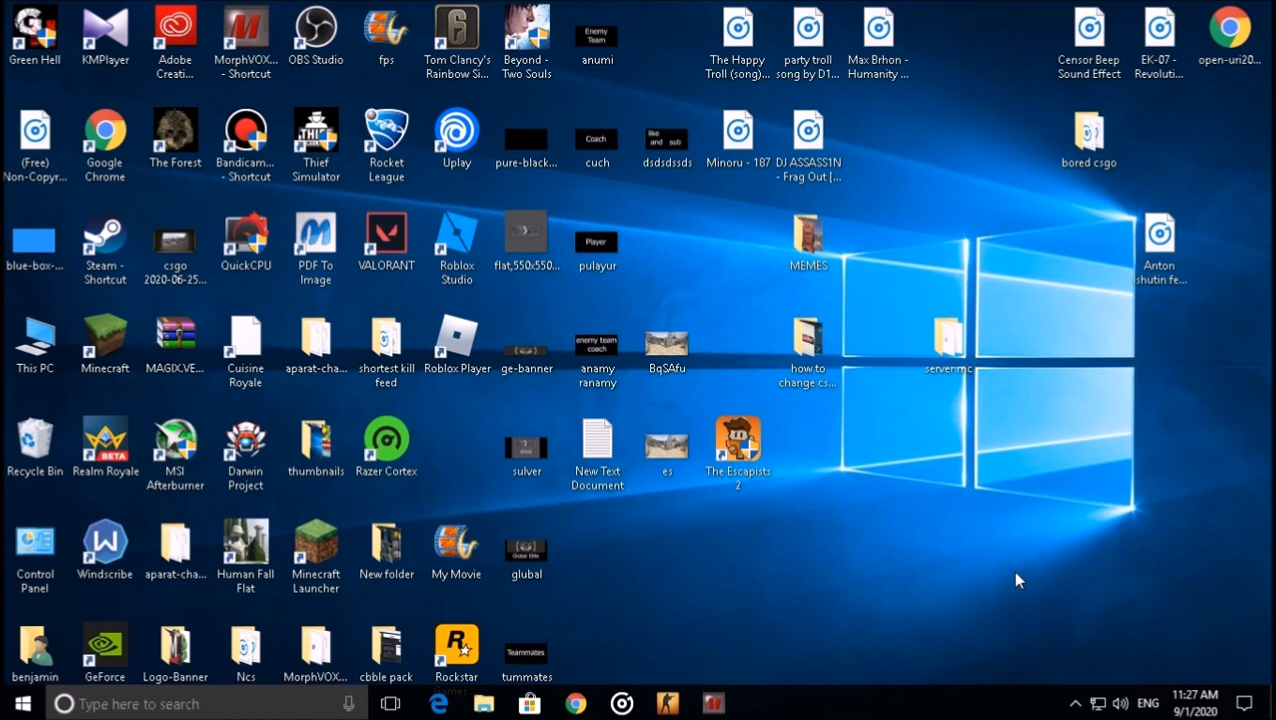 Green Hell
KMPlayer
Adobe
Creati...
MorphVOX...
- Shortcut
OBS Studio
fps
Tom Clancy's
Rainbow Si...
Beyond -
Two Souls
Enemy
Team
anumi
The Happy
Troll (song)...
party troll
song by D1...
Max Brhon -
Humanity ...
Censor Beep
Sound Effect
EK-07 -
Revoluti...
open-uri20...
(Free)
Non-Copyr...
Google
Chrome
The Forest
Bandicam...
- Shortcut
THIEF
Thief
Simulator
Rocket
League
Uplay
pure-black...
Coach
cuch
like
and sub
dsdsdssds
Minoru - 187
DJ ASSASS1N
- Frag Out [...
bored csgo
blue-box-...
Steam -
Shortcut
csgo
2020-06-25...
QuickCPU
PDF To
Image
VALORANT
Roblox
Studio
flat,550x550...
Player
pulayur
MEMES
Anton
shutin fe...
This PC
Minecraft
MAGIX.VE...
Cuisine
Royale
aparat-cha...
shortest kill
feed
Roblox Player
ge-banner
enemy team
coach
anamy
ranamy
BqSAfu
how to
change cs...
server mc
Recycle Bin
BETA
Realm Royale
MSI
Afterburner
Darwin
Project
thumbnails
Razer Cortex
sulver
New Text
Document
es
The Escapists
2
Control
Panel
Windscribe
aparat-cha...
Human Fall
Flat
Minecraft
Launcher
New folder
My Movie
Global Elite
glubal
benjamin
GeForce
Logo-Banner
Ncs
MorphVOX...
cbble pack
Rockstar
Games
Teammates
tummates
Type here to search
ENG
11:27 AM
9/1/2020